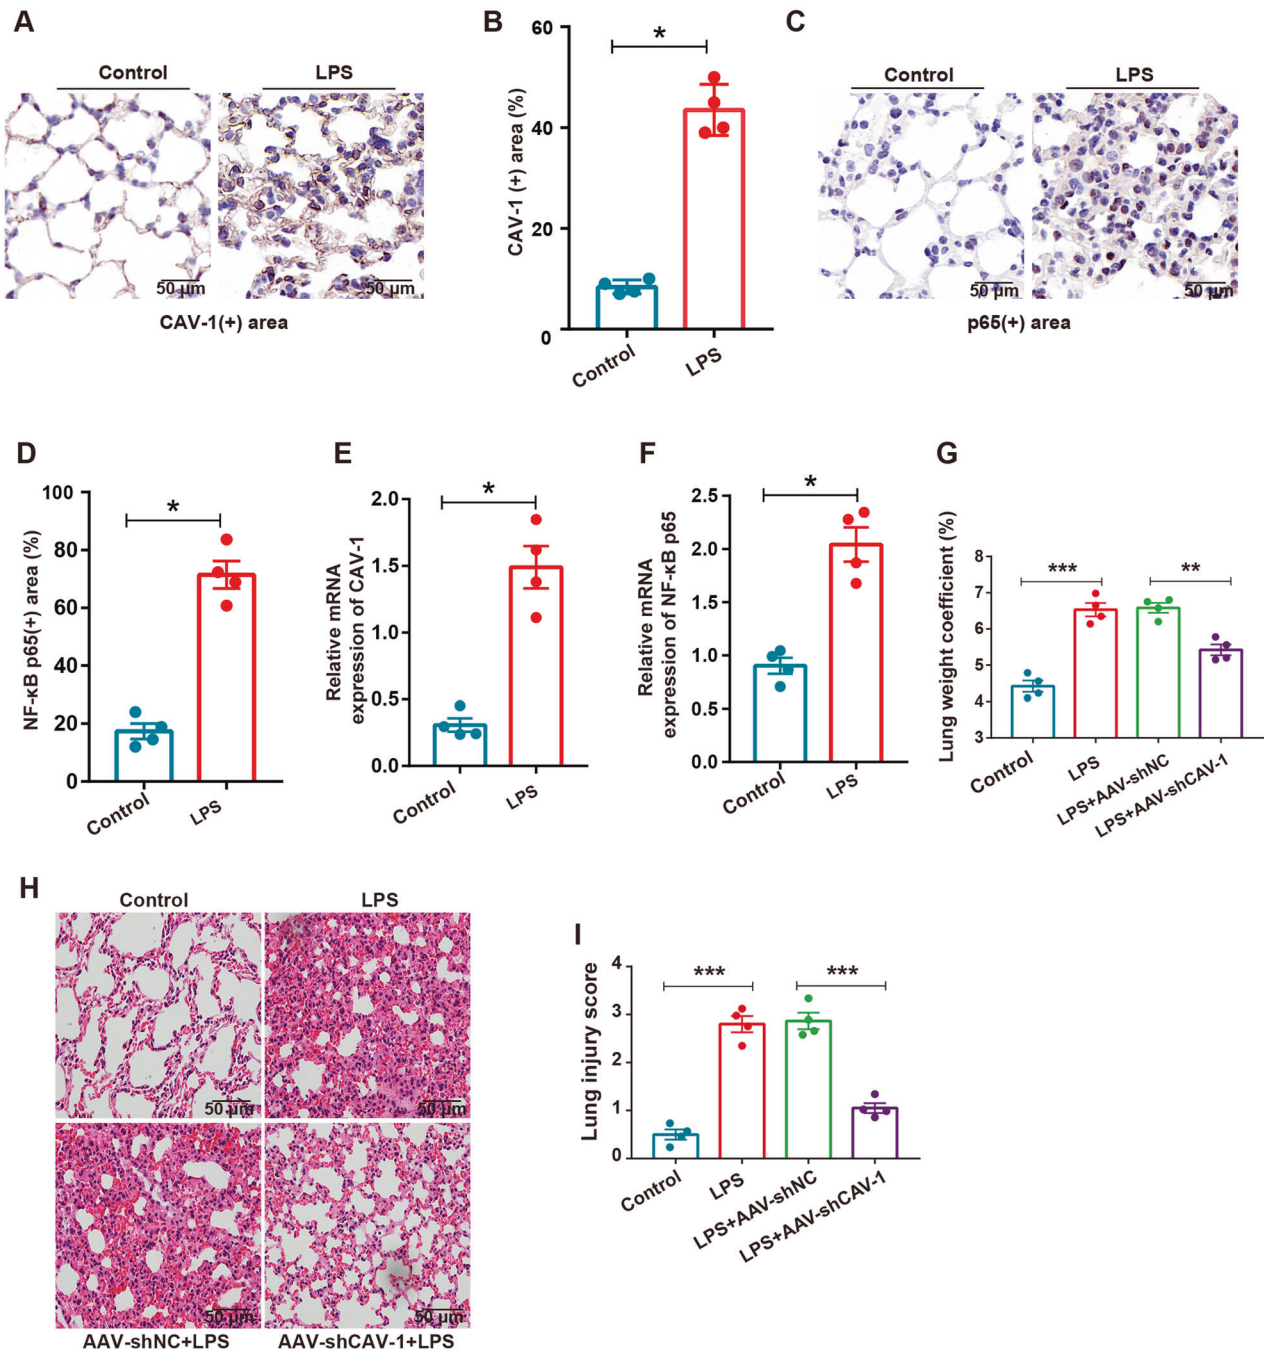 A
B
C
Control
LPS
50 µm
50 µm
CAV-1(+) area
CAV-1 (+) area (%)
60
40
20
0
*
Control
LPS
Control
LPS
50 µm
50 µm
p65(+) area
D
E
F
G
NF-κB p65(+) area (%)
100
80
60
40
20
0
*
Control
LPS
Relative mRNA
expression of CAV-1
2.0
1.5
1.0
0.5
0.0
*
Control
LPS
Relative mRNA
expression of NF-κB p65
2.5
2.0
1.5
1.0
0.5
0.0
*
Control
LPS
Lung weight coefficient (%)
8
7
6
5
4
3
***
**
Control
LPS
LPS+AAV-shNC
LPS+AAV-shCAV-1
H
Control
LPS
50 µm
50 µm
50 µm
50 µm
AAV-shNC+LPS
AAV-shCAV-1+LPS
I
Lung injury score
4
3
2
1
0
***
***
Control
LPS
LPS+AAV-shNC
LPS+AAV-shCAV-1